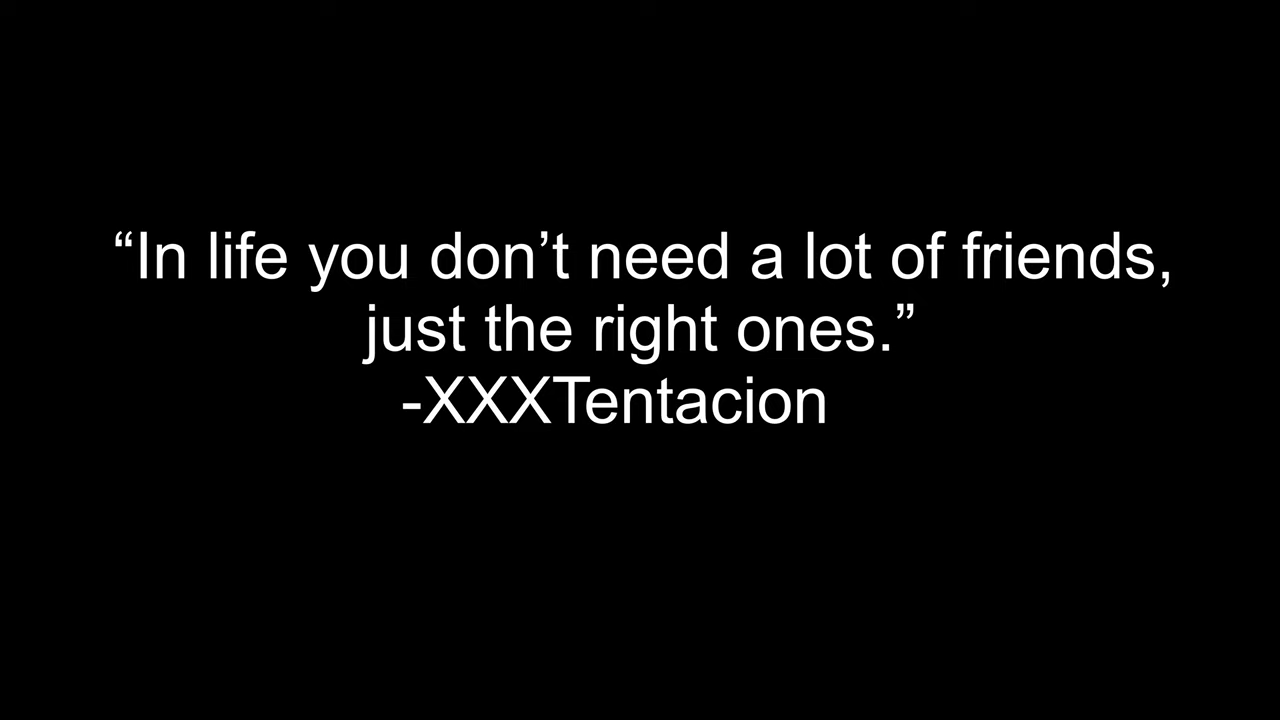 “In life you don’t need a lot of friends,
just the right ones.”
-XXXTentacion